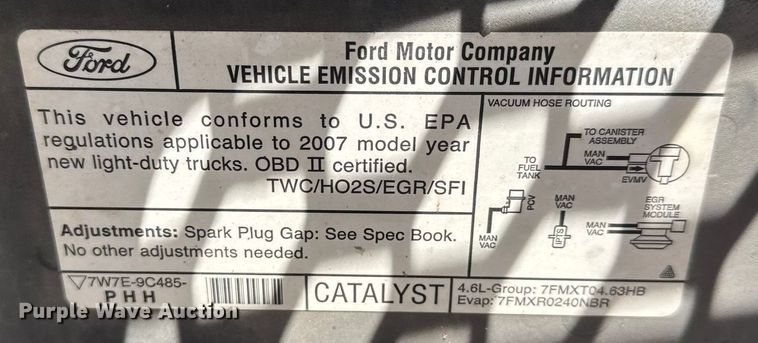 Ford
Ford Motor Company
VEHICLE EMISSION CONTROL INFORMATION
This vehicle conforms to U.S. EPA
regulations applicable to 2007 model year
new light-duty trucks. OBD II certified.
TWC/HO2S/EGR/SFI
Adjustments: Spark Plug Gap: See Spec Book.
No other adjustments needed.
VACUUM HOSE ROUTING
TO CANISTER
ASSEMBLY
TO
FUEL
TANK
MAN
VAC
EVMV
PCV
MAN
VAC
MAN
VAC
FPTS
EGR
SYSTEM
MODULE
MAN
VAC
7W7E-9C485-
PHH
CATALYST
4.6L-Group: 7FMXT04.63HB
Evap: 7FMXR0240NBR
Purple Wave Auction